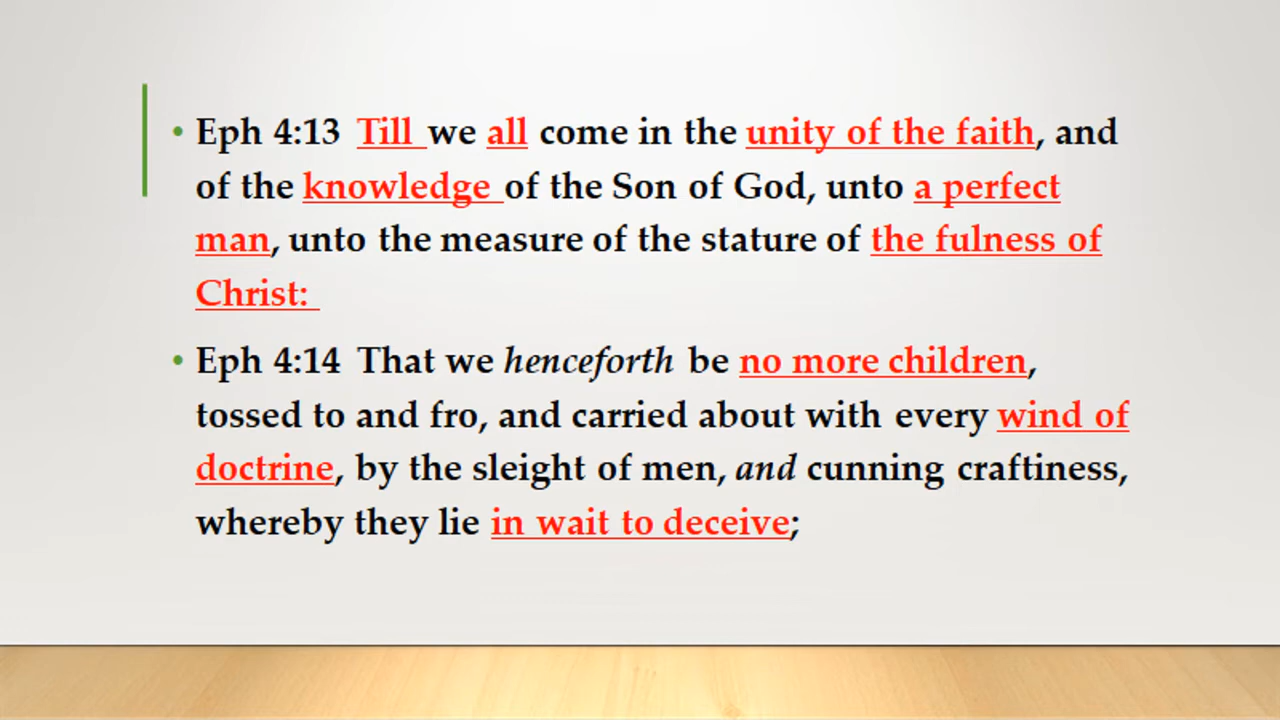 • Eph 4:13 Till we all come in the unity of the faith, and
of the knowledge of the Son of God, unto a perfect
man, unto the measure of the stature of the fulness of
Christ:
• Eph 4:14 That we henceforth be no more children,
tossed to and fro, and carried about with every wind of
doctrine, by the sleight of men, and cunning craftiness,
whereby they lie in wait to deceive;